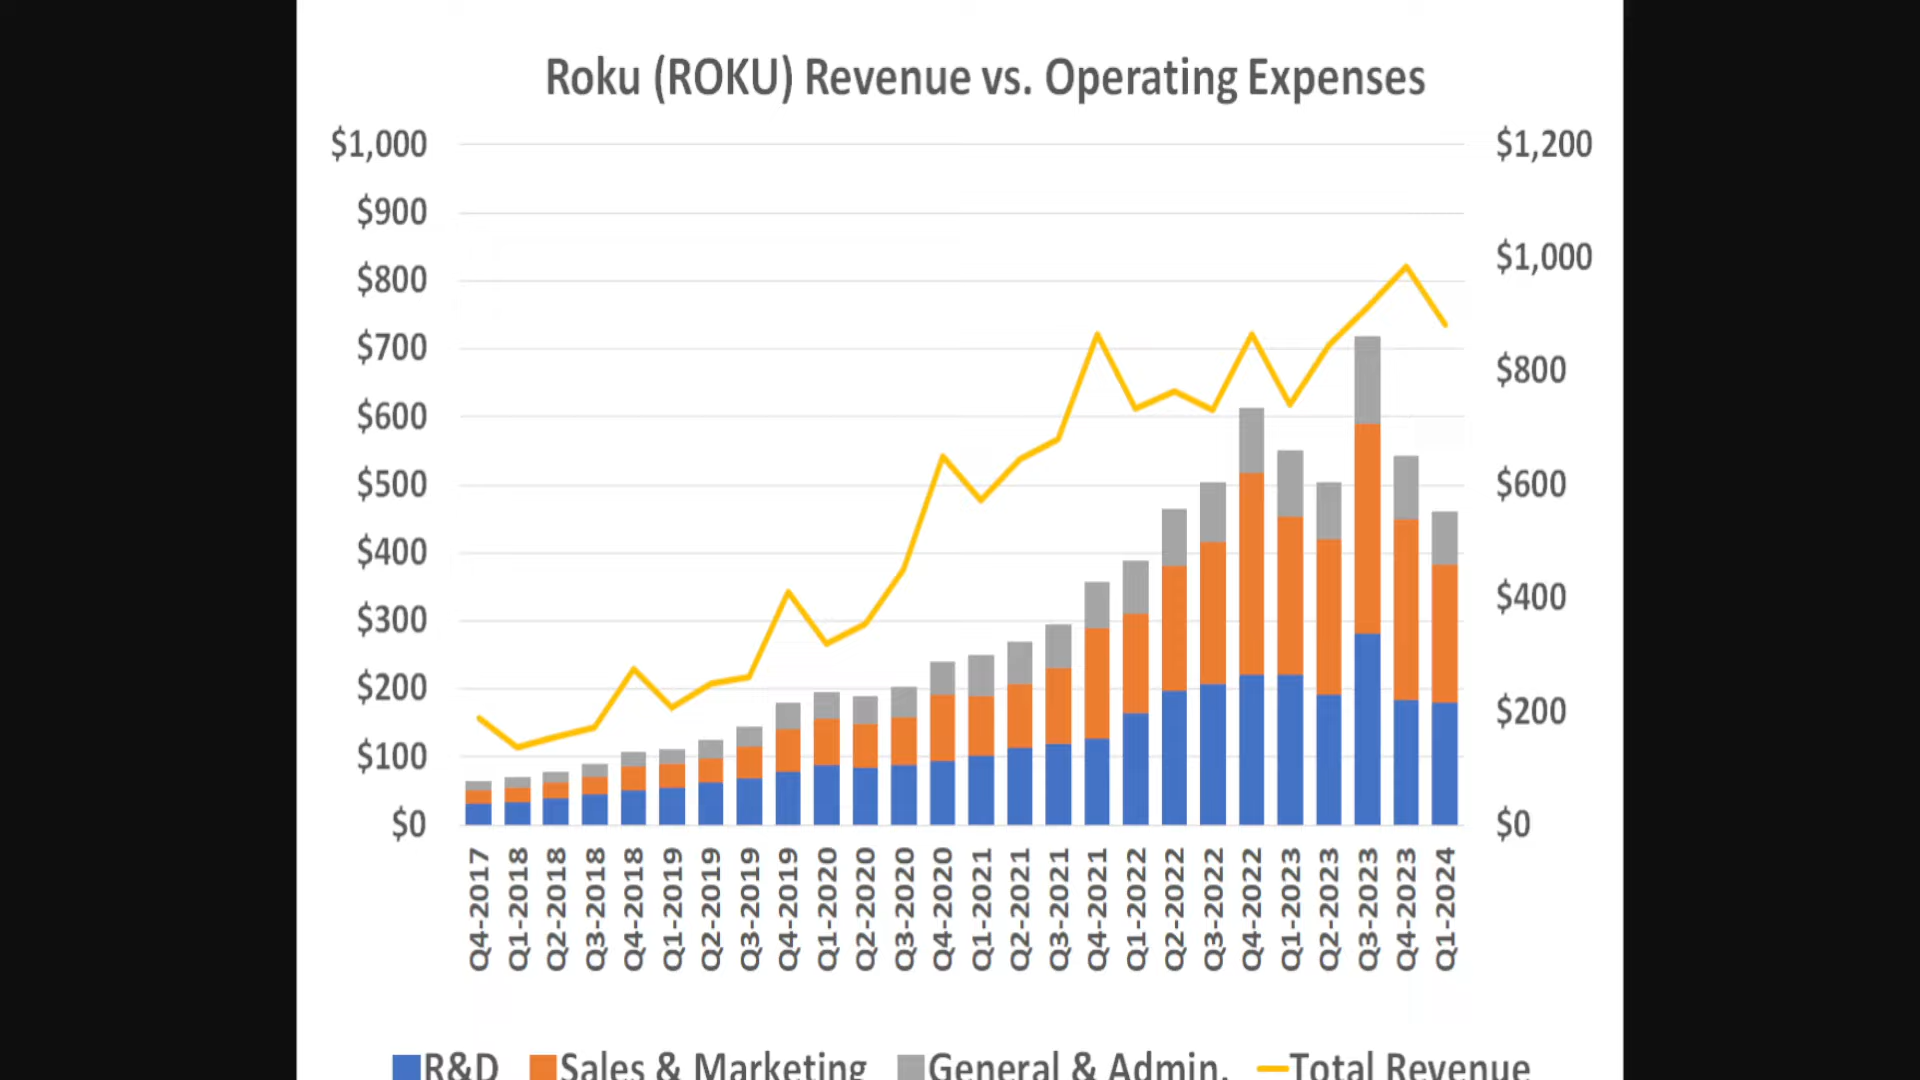 Roku (ROKU) Revenue vs. Operating Expenses
$1,000
$900
$800
$700
$600
$500
$400
$300
$200
$100
$0
$1,200
$1,000
$800
$600
$400
$200
$0
Q4-2017
Q1-2018
Q2-2018
Q3-2018
Q4-2018
Q1-2019
Q2-2019
Q3-2019
Q4-2019
Q1-2020
Q2-2020
Q3-2020
Q4-2020
Q1-2021
Q2-2021
Q3-2021
Q4-2021
Q1-2022
Q2-2022
Q3-2022
Q4-2022
Q1-2023
Q2-2023
Q3-2023
Q4-2023
Q1-2024
R&D Sales & Marketing General & Admin. Total Revenue